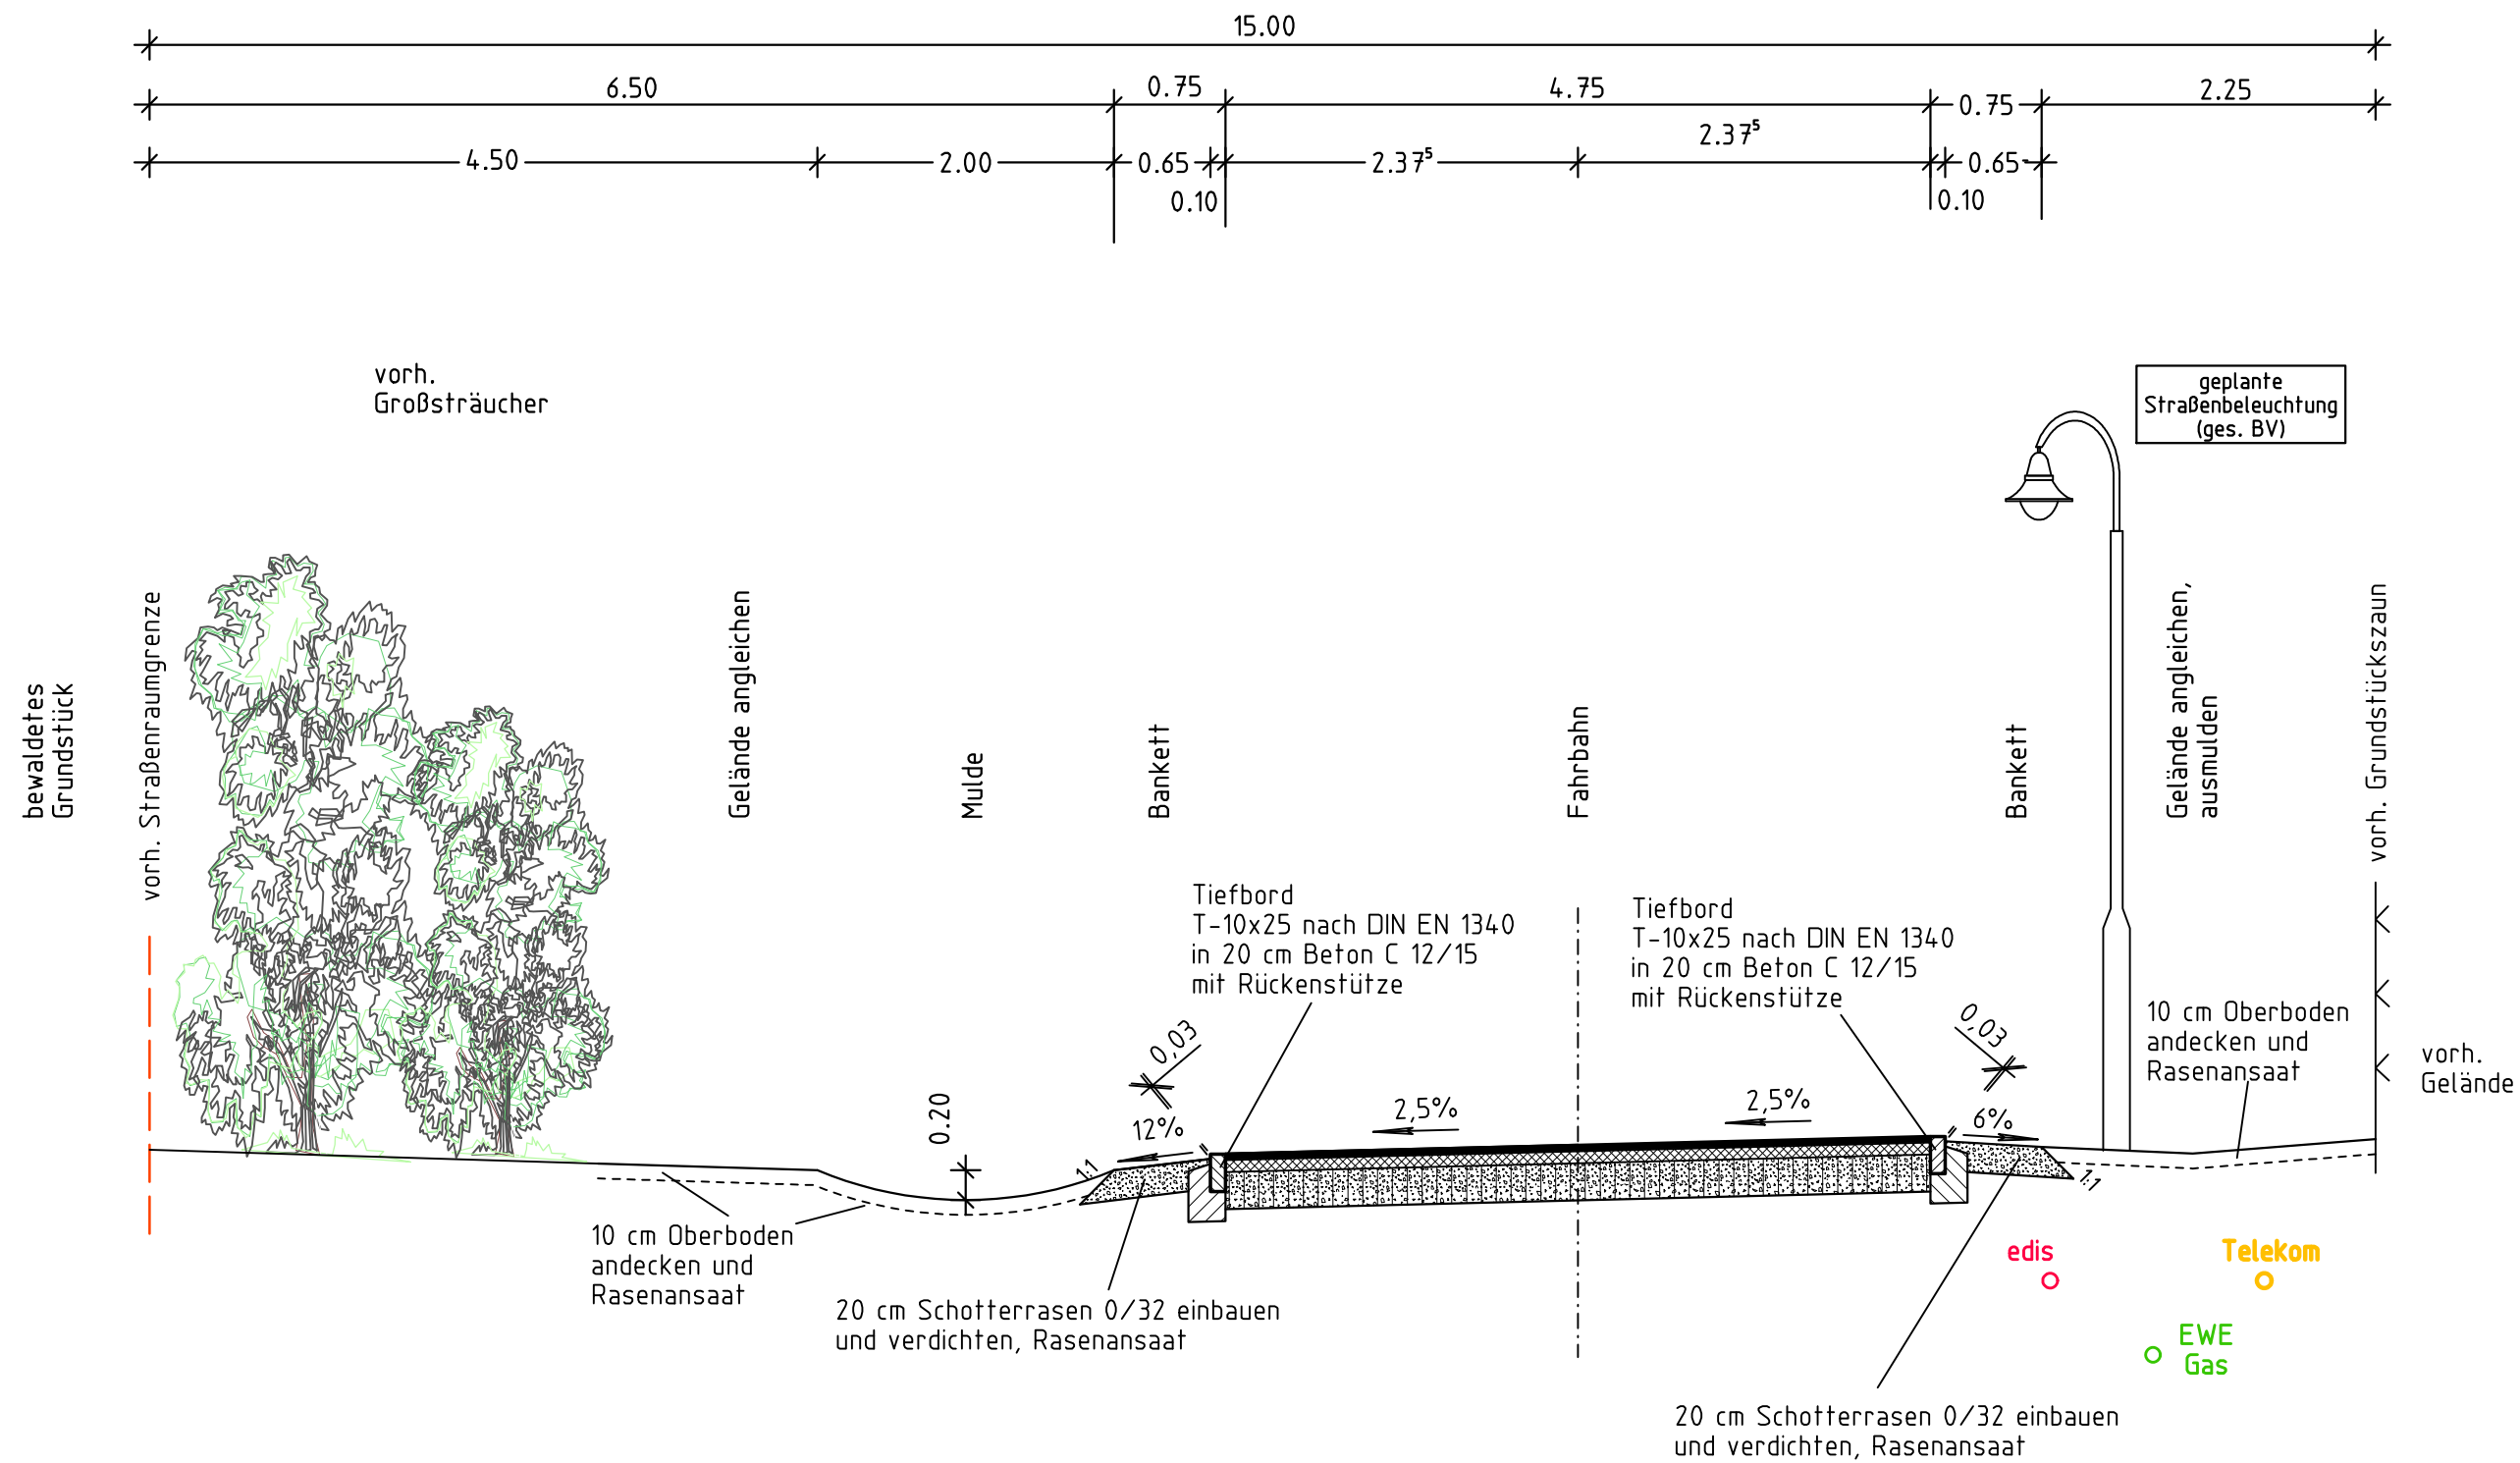 15.00
6.50
0.75
4.75
0.75
2.25
4.50
2.00
0.65
0.10
2.37⁵
2.37⁵
0.10
0.65
vorh.
Großsträucher
geplante
Straßenbeleuchtung
(ges. BV)
bewaldetes
Grundstück
vorh. Straßenraumgrenze
Gelände angleichen
Mulde
Bankett
Fahrbahn
Bankett
Gelände angleichen,
ausmulden
vorh. Grundstückszaun
Tiefbord
T-10x25 nach DIN EN 1340
in 20 cm Beton C 12/15
mit Rückenstütze
Tiefbord
T-10x25 nach DIN EN 1340
in 20 cm Beton C 12/15
mit Rückenstütze
0,03
0,03
10 cm Oberboden
andecken und
Rasenansaat
vorh.
Gelände
0.20
12%
2,5%
2,5%
6%
1:1
1:1
10 cm Oberboden
andecken und
Rasenansaat
20 cm Schotterrasen 0/32 einbauen
und verdichten, Rasenansaat
edis
Telekom
EWE
Gas
20 cm Schotterrasen 0/32 einbauen
und verdichten, Rasenansaat